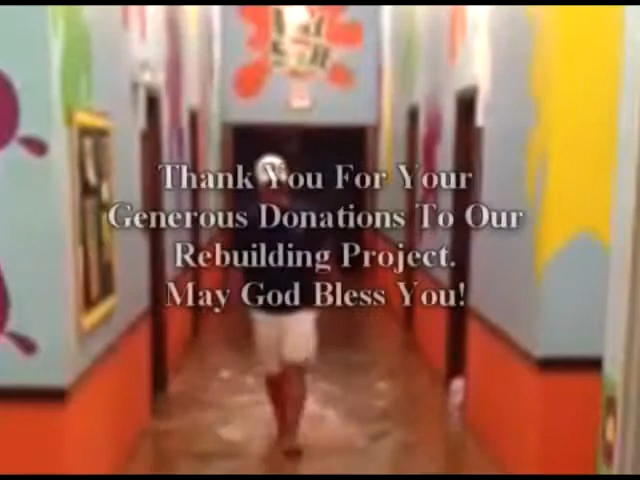 Thank You For Your
Generous Donations To Our
Rebuilding Project.
May God Bless You!